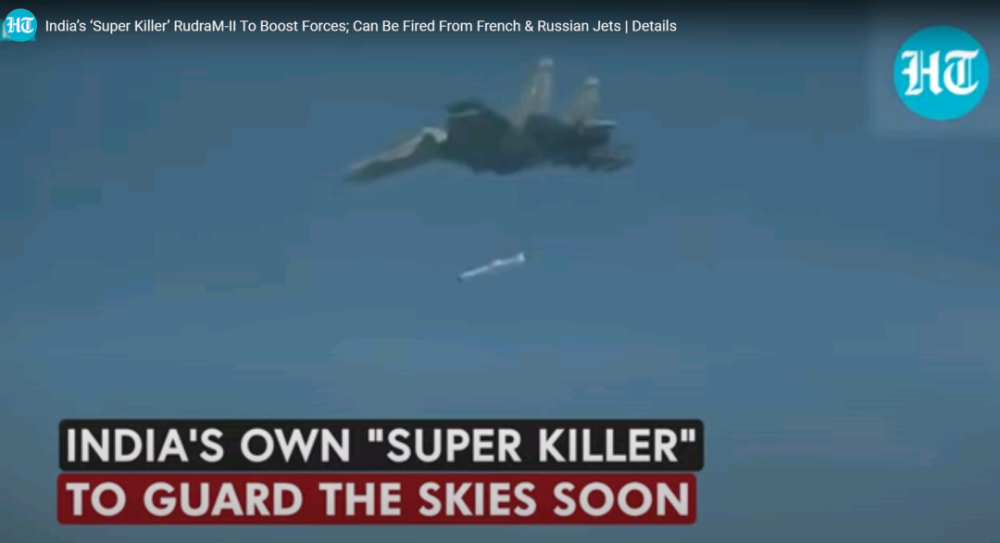 HT India's ‘Super Killer’ RudraM-II To Boost Forces; Can Be Fired From French & Russian Jets | Details
HT
INDIA'S OWN "SUPER KILLER"
TO GUARD THE SKIES SOON